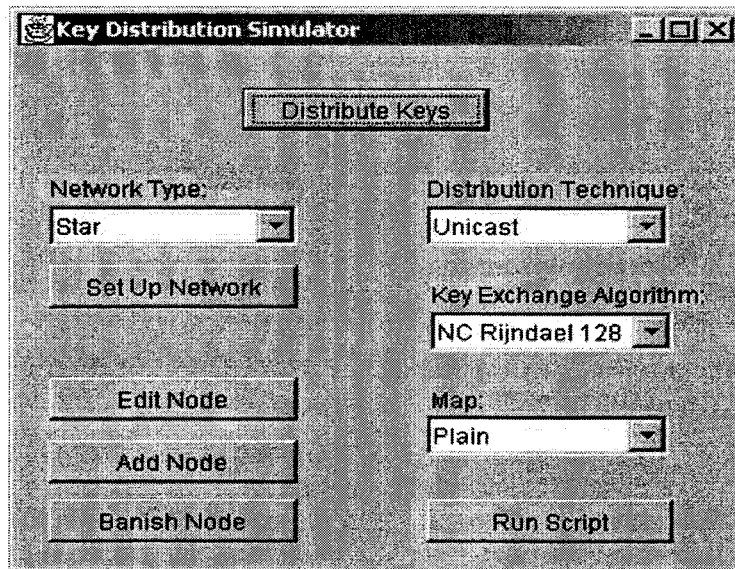 Key Distribution Simulator
Distribute Keys
Network Type:
Star
Set Up Network
Edit Node
Add Node
Banish Node
Distribution Technique:
Unicast
Key Exchange Algorithm:
NC Rijndael 128
Map:
Plain
Run Script